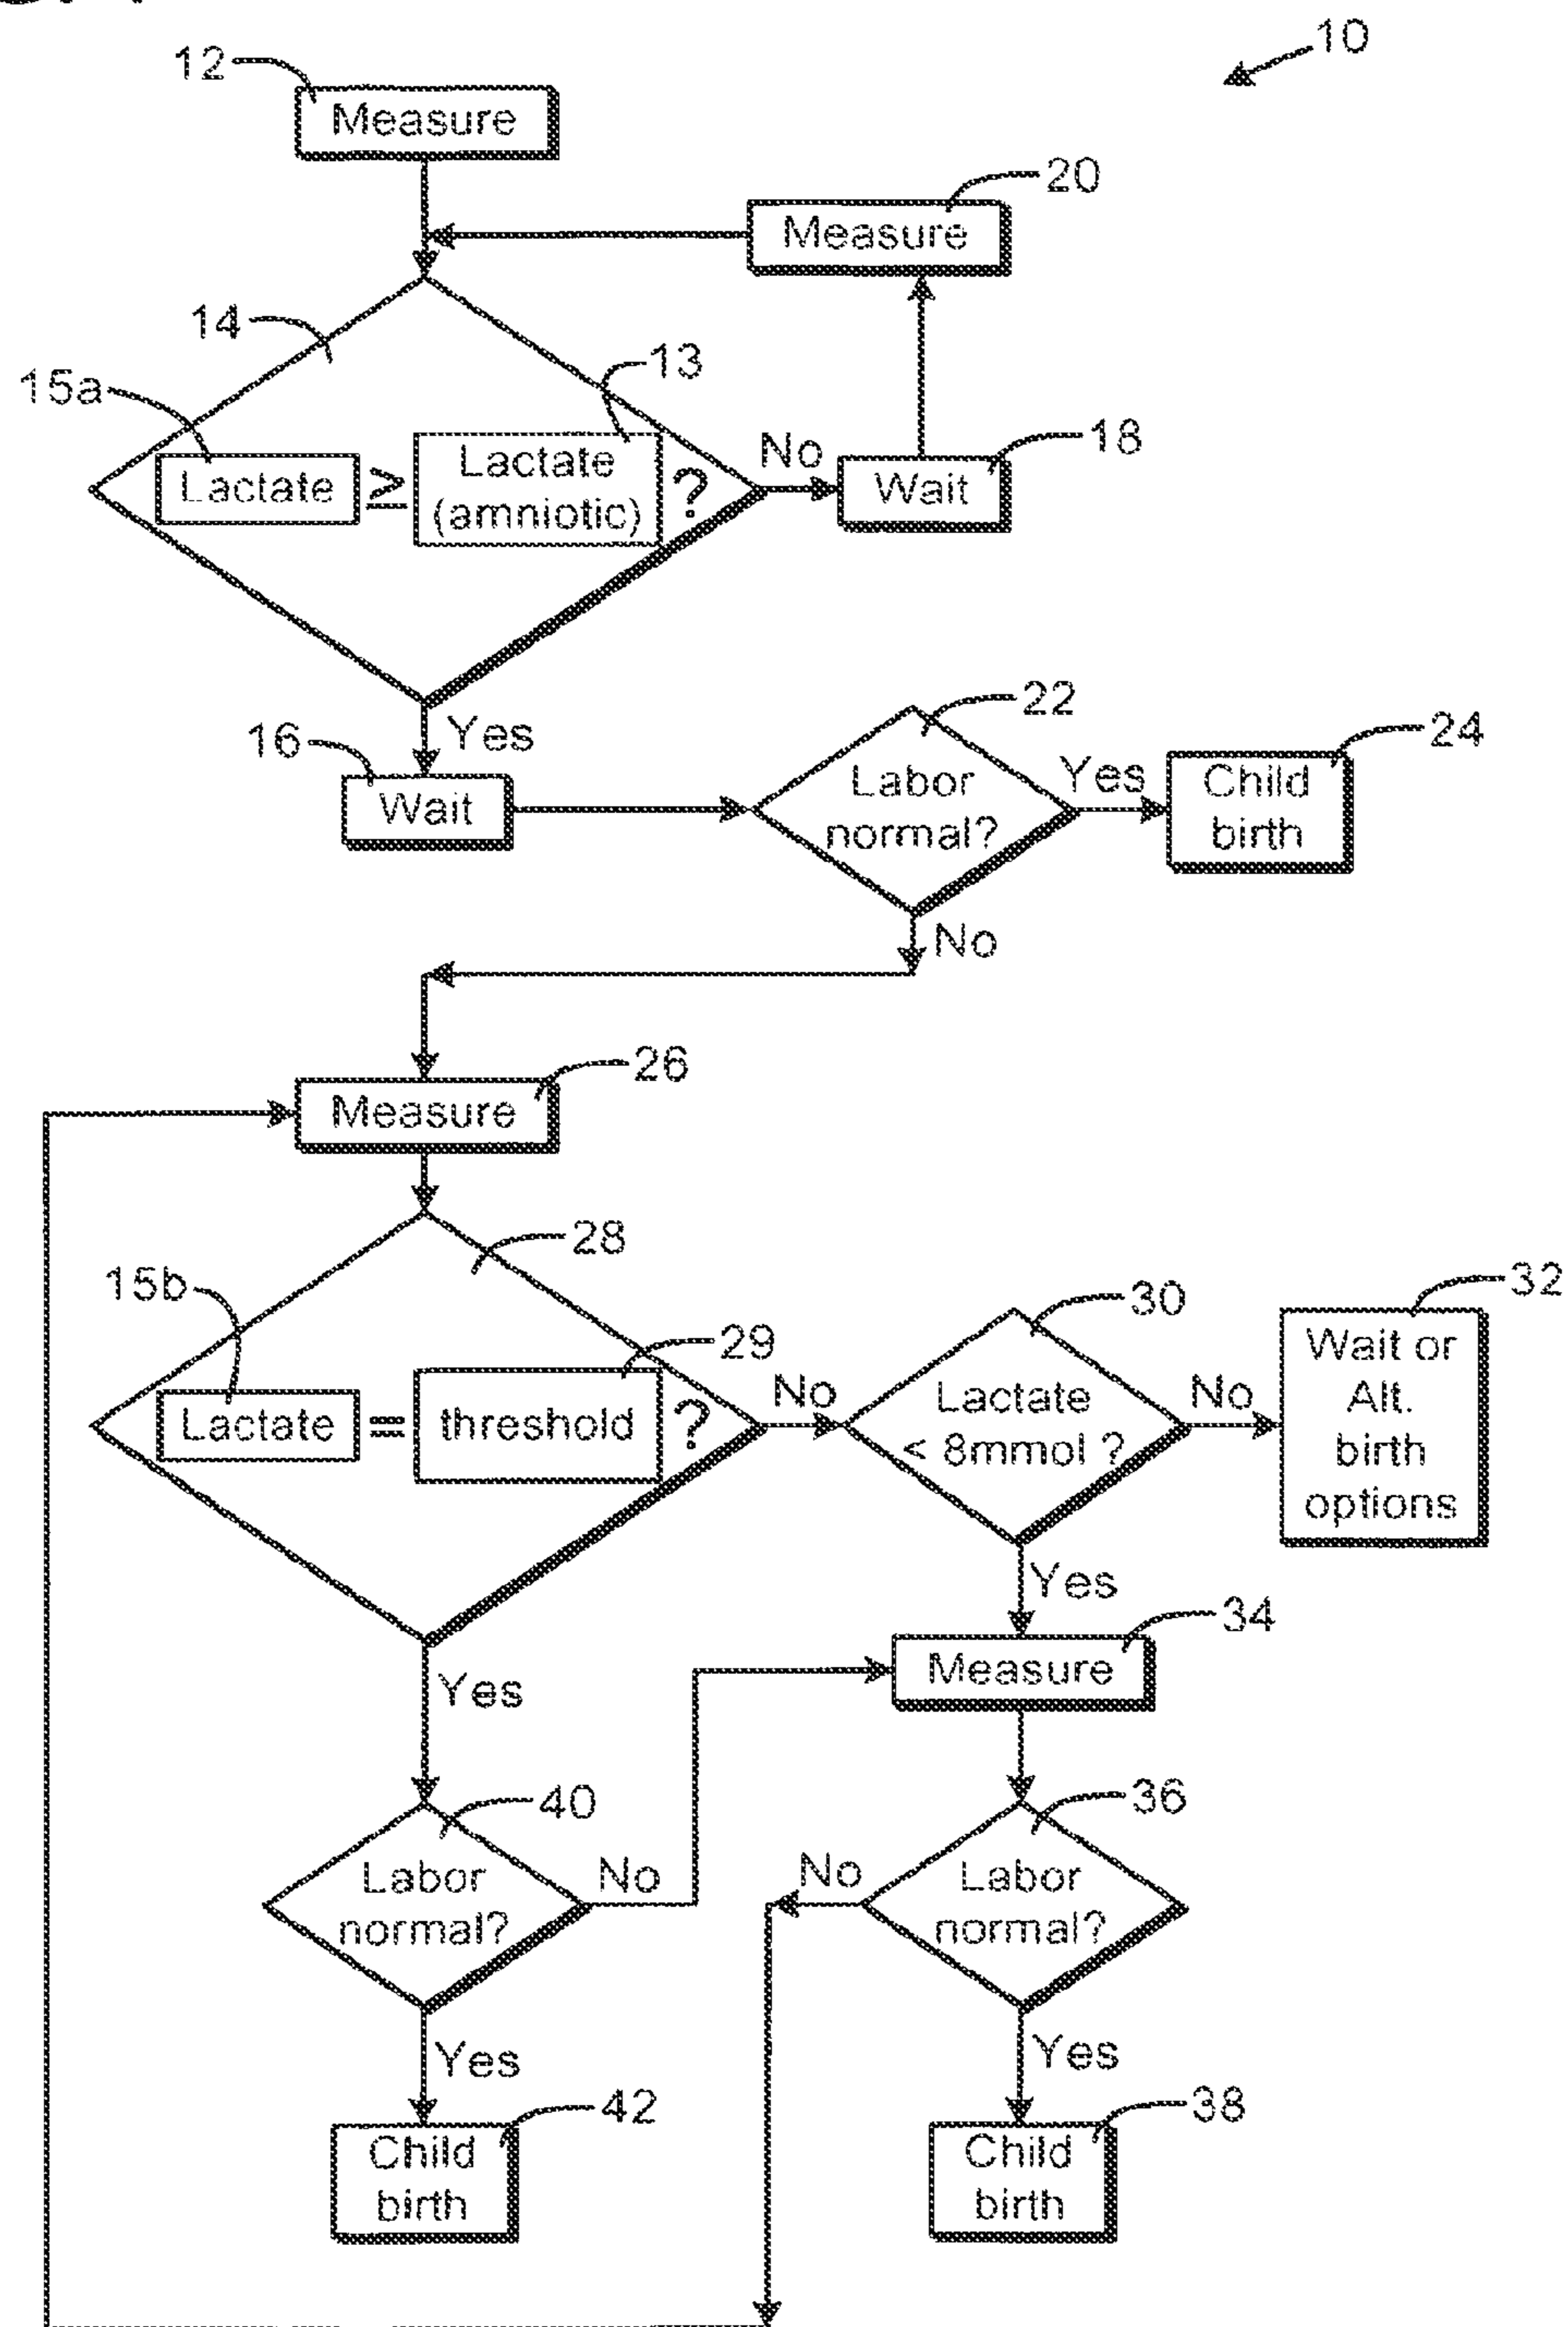 10
12
Measure
20
Measure
14
13
15a
Lactate ≥ Lactate (amniotic) ?
No
18
Wait
Yes
16
Wait
22
Labor
normal?
Yes
24
Child
birth
No
26
Measure
28
15b
29
Lactate = threshold ?
No
30
Lactate
< 8mmol ?
No
32
Wait or
Alt.
birth
options
Yes
34
Measure
Yes
40
Labor
normal?
No
36
Labor
normal?
No
Yes
42
Child
birth
Yes
38
Child
birth